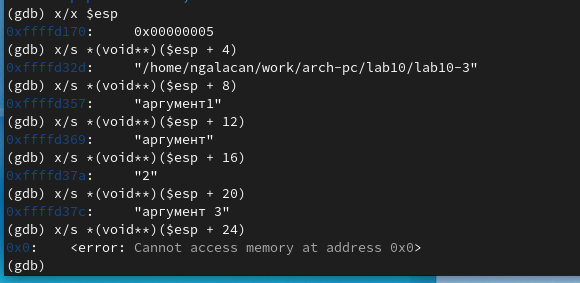 (gdb) x/x $esp
0xffffd170:     0x00000005
(gdb) x/s *(void**)($esp + 4)
0xffffd32d:     "/home/ngalacan/work/arch-pc/lab10/lab10-3"
(gdb) x/s *(void**)($esp + 8)
0xffffd357:     "аргумент1"
(gdb) x/s *(void**)($esp + 12)
0xffffd369:     "аргумент"
(gdb) x/s *(void**)($esp + 16)
0xffffd37a:     "2"
(gdb) x/s *(void**)($esp + 20)
0xffffd37c:     "аргумент 3"
(gdb) x/s *(void**)($esp + 24)
0x0:    <error: Cannot access memory at address 0x0>
(gdb)